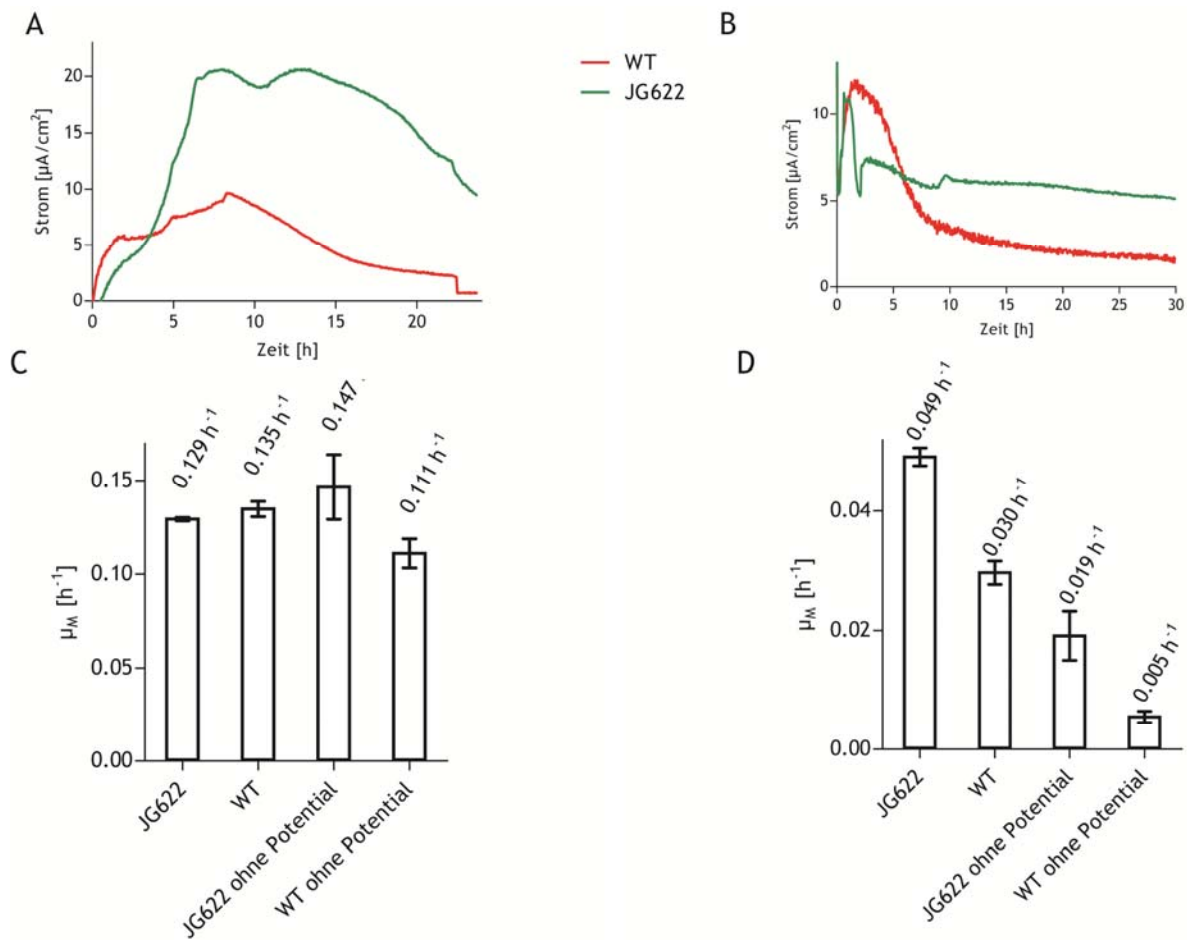 A
B
WT
JG622
Strom [µA/cm²]
20
15
10
5
0
0 5 10 15 20
Zeit [h]
Strom [µA/cm²]
10
5
0
0 5 10 15 20 25 30
Zeit [h]
C
D
µM [h⁻¹]
0.15
0.10
0.05
0.00
0.129 h⁻¹
0.135 h⁻¹
0.147
0.111 h⁻¹
JG622
WT
JG622 ohne Potential
WT ohne Potential
µM [h⁻¹]
0.04
0.02
0.00
0.049 h⁻¹
0.030 h⁻¹
0.019 h⁻¹
0.005 h⁻¹
JG622
WT
JG622 ohne Potential
WT ohne Potential